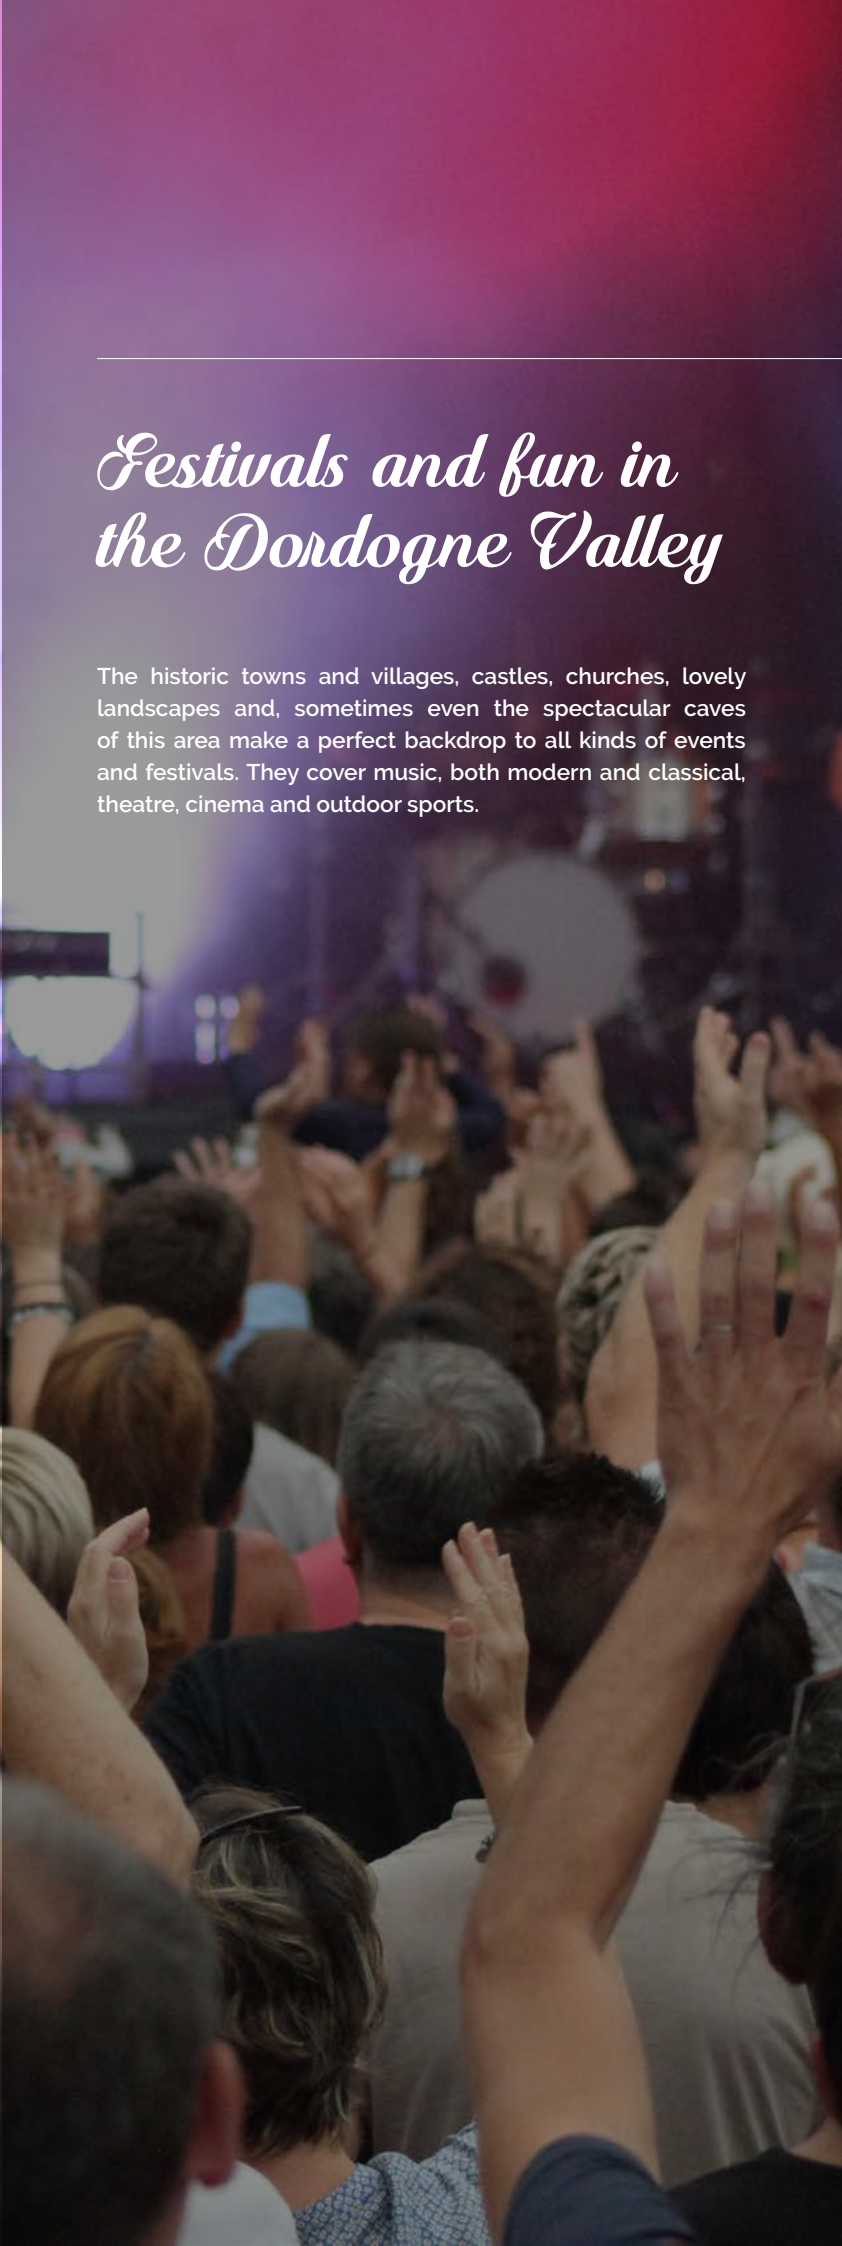 Festivals and fun in
the Dordogne Valley
The historic towns and villages, castles, churches, lovely
landscapes and, sometimes even the spectacular caves
of this area make a perfect backdrop to all kinds of events
and festivals. They cover music, both modern and classical,
theatre, cinema and outdoor sports.